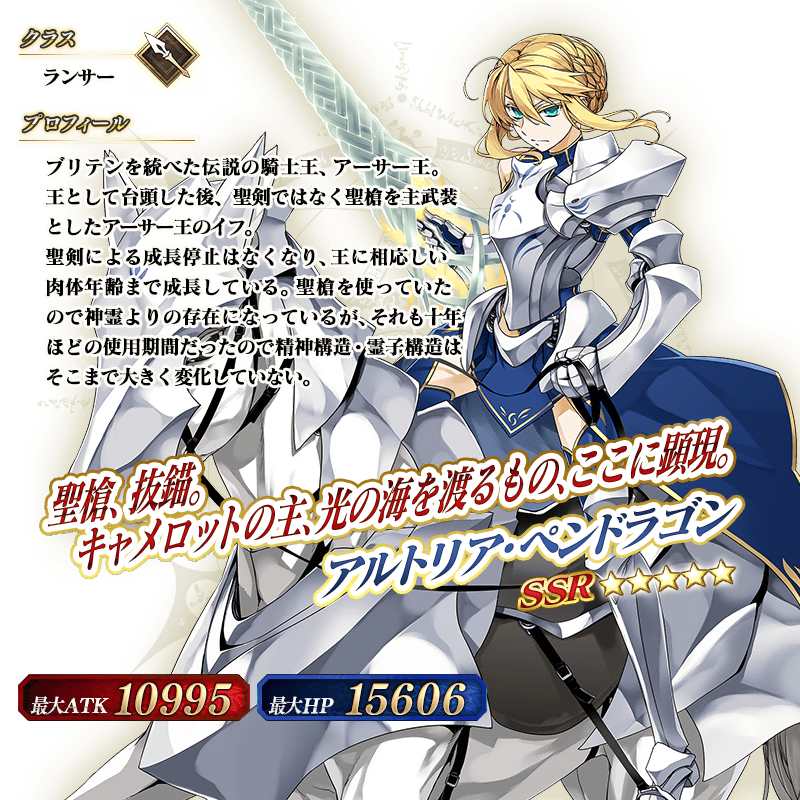 クラス
ランサー
プロフィール
ブリテンを統べた伝説の騎士王、アーサー王。
王として台頭した後、聖剣ではなく聖槍を主武装
としたアーサー王のイフ。
聖剣による成長停止はなくなり、王に相応しい
肉体年齢まで成長している。聖槍を使っていた
ので神霊よりの存在になっているが、それも十年
ほどの使用期間だったので精神構造・霊子構造は
そこまで大きく変化していない。
聖槍、抜錨。
キャメロットの主、光の海を渡るもの、ここに顕現。
アルトリア・ペンドラゴン
SSR ★★★★★
最大ATK 10995
最大HP 15606